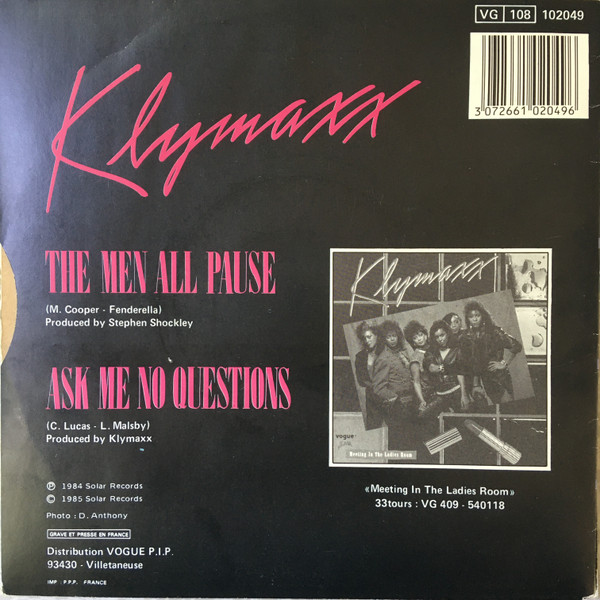 VG 108 102049
3 072661 020496
Klymaxx
THE MEN ALL PAUSE
(M. Cooper - Fenderella)
Produced by Stephen Shockley
ASK ME NO QUESTIONS
(C. Lucas - L. Malsby)
Produced by Klymaxx
Klymaxx
vogue
Meeting In The Ladies Room
«Meeting In The Ladies Room»
33tours : VG 409 - 540118
℗ 1984 Solar Records
© 1985 Solar Records
Photo : D. Anthony
GRAVE ET PRESSE EN FRANCE
Distribution VOGUE P.I.P.
93430 - Villetaneuse
IMP : P.P.F. FRANCE